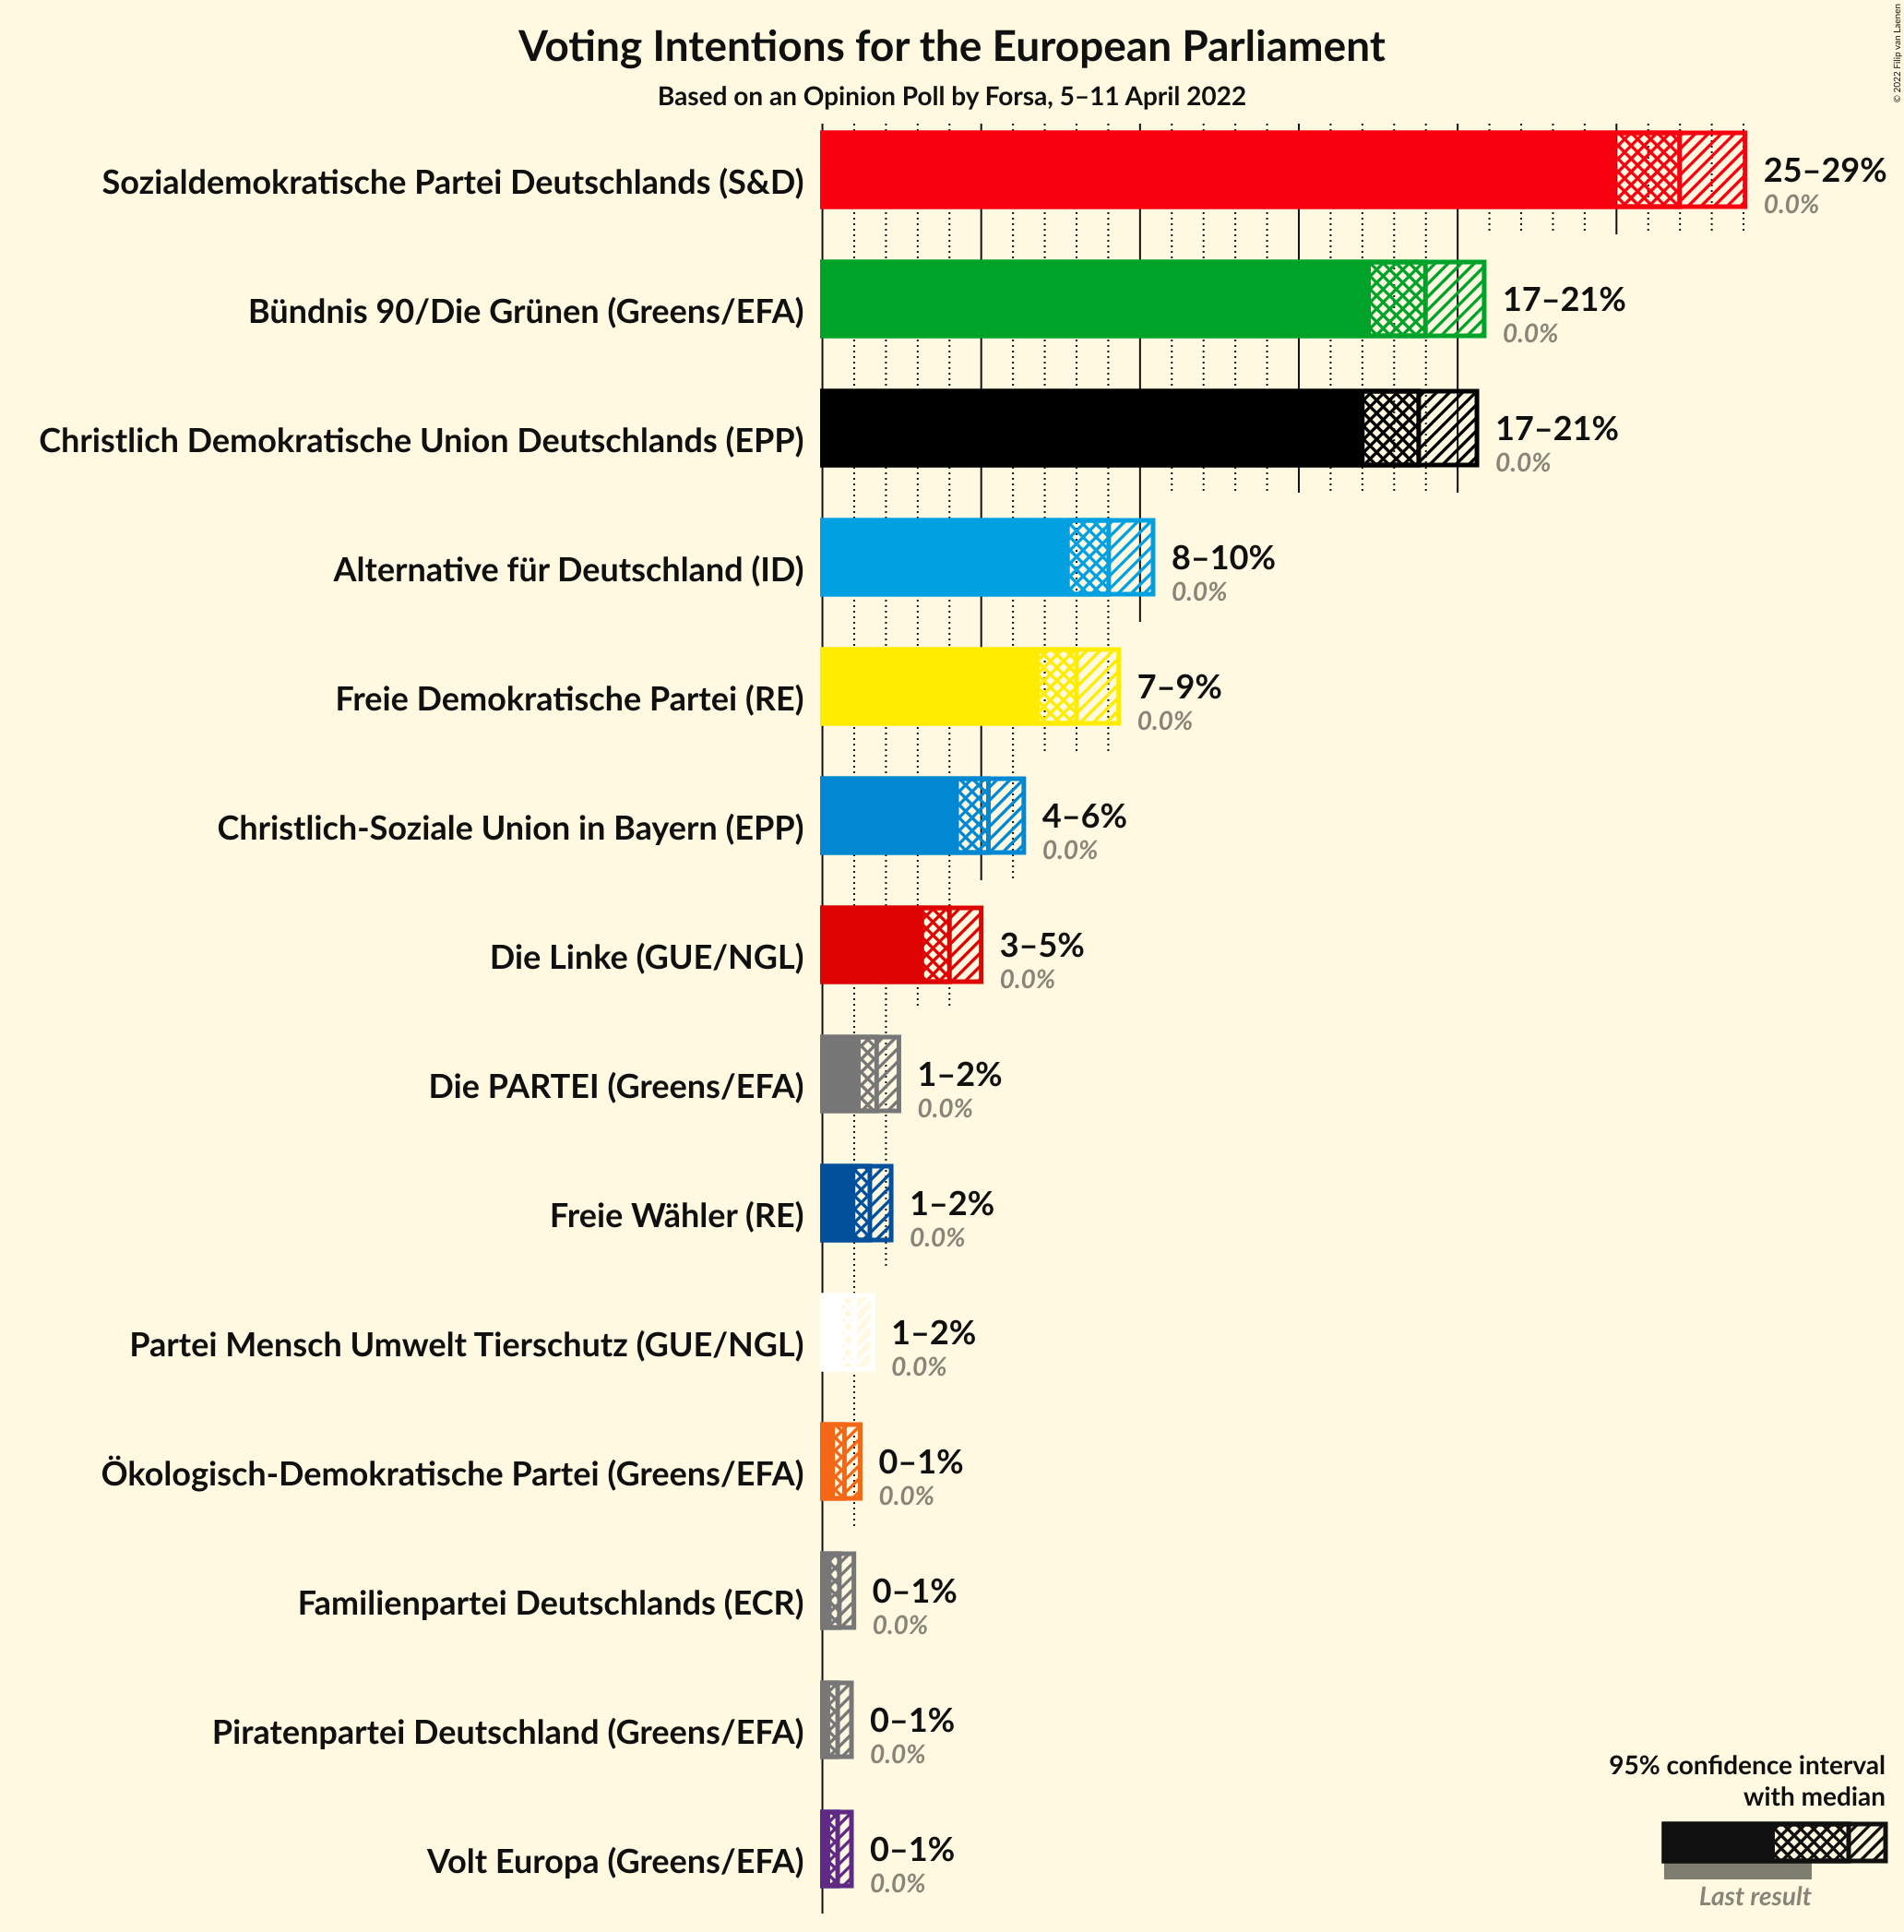 Voting Intentions for the European Parliament
Based on an Opinion Poll by Forsa, 5–11 April 2022
© 2022 Filip van Laenen
Sozialdemokratische Partei Deutschlands (S&D)
25–29%
0.0%
Bündnis 90/Die Grünen (Greens/EFA)
17–21%
0.0%
Christlich Demokratische Union Deutschlands (EPP)
17–21%
0.0%
Alternative für Deutschland (ID)
8–10%
0.0%
Freie Demokratische Partei (RE)
7–9%
0.0%
Christlich-Soziale Union in Bayern (EPP)
4–6%
0.0%
Die Linke (GUE/NGL)
3–5%
0.0%
Die PARTEI (Greens/EFA)
1–2%
0.0%
Freie Wähler (RE)
1–2%
0.0%
Partei Mensch Umwelt Tierschutz (GUE/NGL)
1–2%
0.0%
Ökologisch-Demokratische Partei (Greens/EFA)
0–1%
0.0%
Familienpartei Deutschlands (ECR)
0–1%
0.0%
Piratenpartei Deutschland (Greens/EFA)
0–1%
0.0%
Volt Europa (Greens/EFA)
0–1%
0.0%
95% confidence interval
with median
Last result